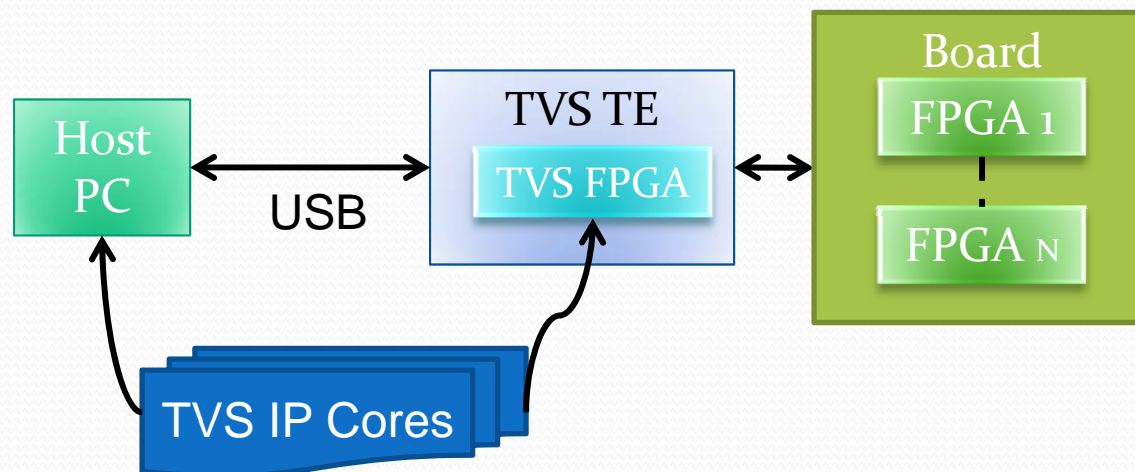 Host
PC
USB
TVS TE
TVS FPGA
Board
FPGA 1
FPGA N
TVS IP Cores